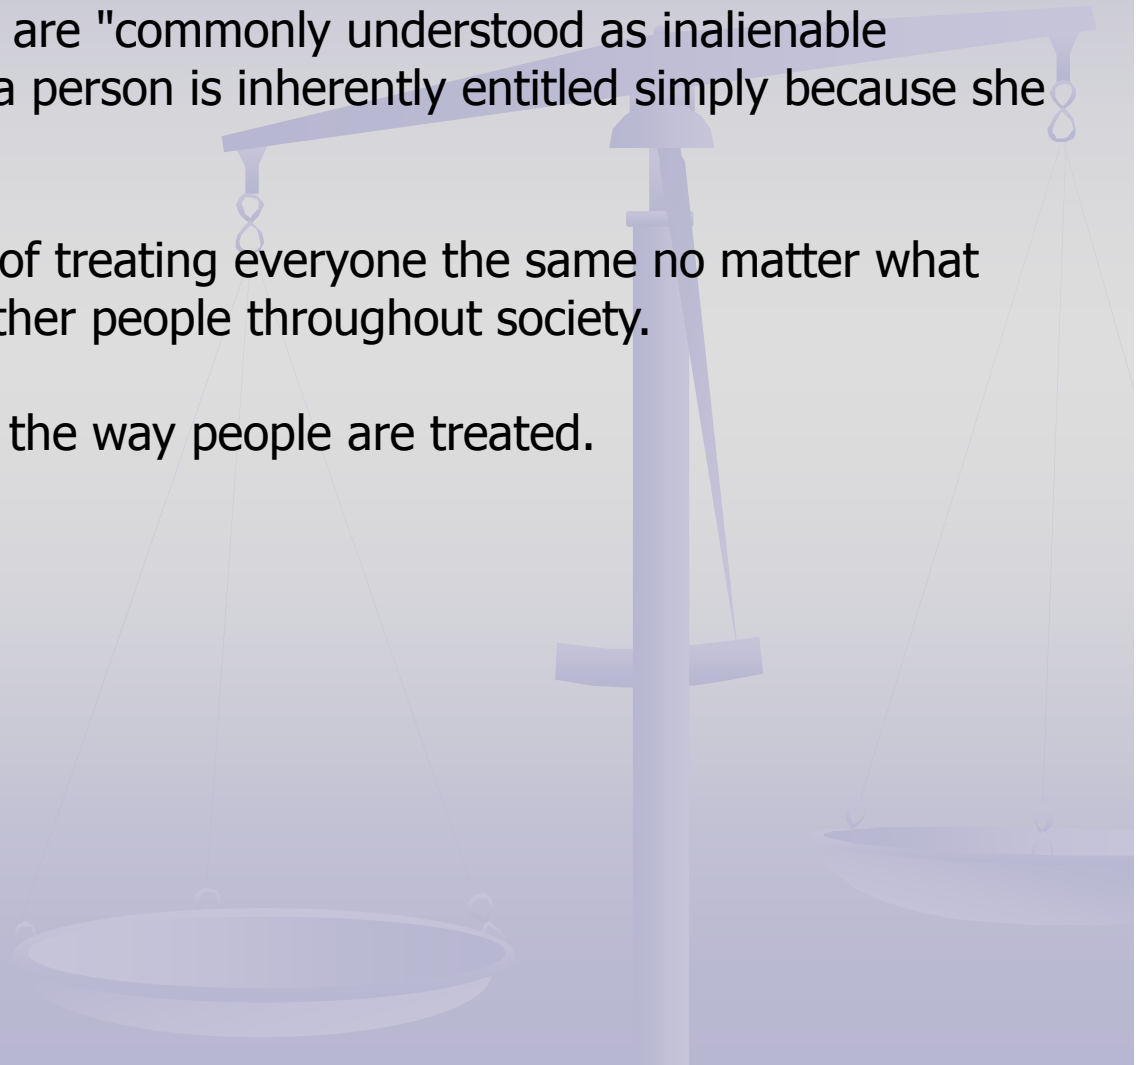 are "commonly understood as inalienable
a person is inherently entitled simply because she
of treating everyone the same no matter what
ther people throughout society.
the way people are treated.